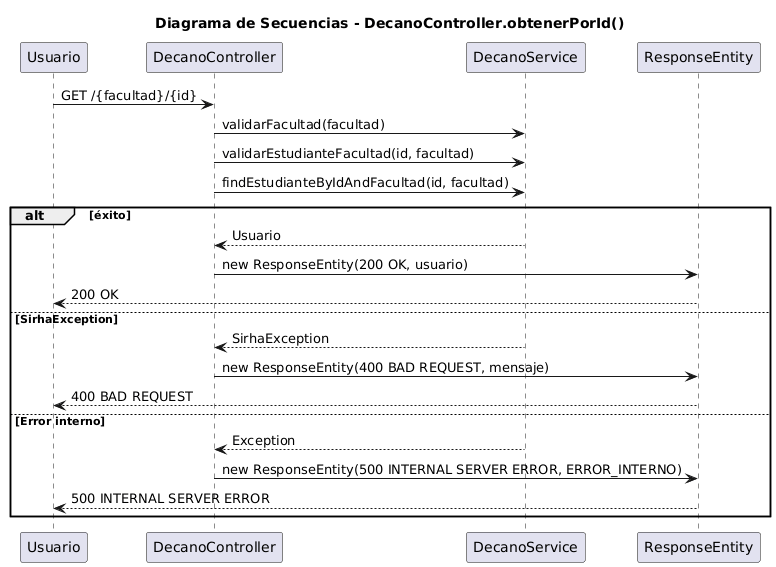 Diagrama de Secuencias - DecanoController.obtenerPorId()
Usuario DecanoController DecanoService ResponseEntity
GET /{facultad}/{id}
validarFacultad(facultad)
validarEstudianteFacultad(id, facultad)
findEstudianteByIdAndFacultad(id, facultad)
alt [éxito]
Usuario
new ResponseEntity(200 OK, usuario)
200 OK
[SirhaException]
SirhaException
new ResponseEntity(400 BAD REQUEST, mensaje)
400 BAD REQUEST
[Error interno]
Exception
new ResponseEntity(500 INTERNAL SERVER ERROR, ERROR_INTERNO)
500 INTERNAL SERVER ERROR
Usuario DecanoController DecanoService ResponseEntity